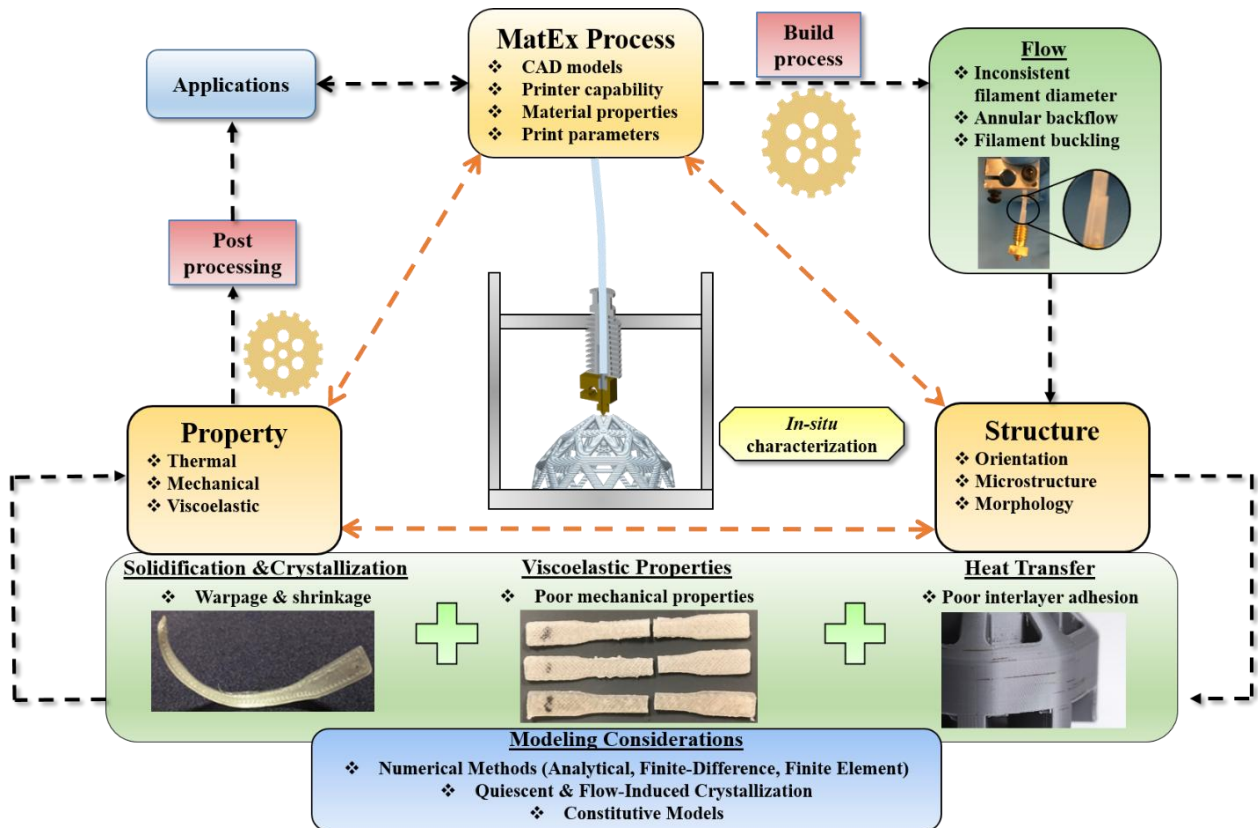 MatEx Process
❖ CAD models
❖ Printer capability
❖ Material properties
❖ Print parameters
Build
process
Flow
❖ Inconsistent
filament diameter
❖ Annular backflow
❖ Filament buckling
Applications
Post
processing
In-situ
characterization
Property
❖ Thermal
❖ Mechanical
❖ Viscoelastic
Structure
❖ Orientation
❖ Microstructure
❖ Morphology
Solidification &Crystallization
❖ Warpage & shrinkage
Viscoelastic Properties
❖ Poor mechanical properties
Heat Transfer
❖ Poor interlayer adhesion
Modeling Considerations
❖ Numerical Methods (Analytical, Finite-Difference, Finite Element)
❖ Quiescent & Flow-Induced Crystallization
❖ Constitutive Models